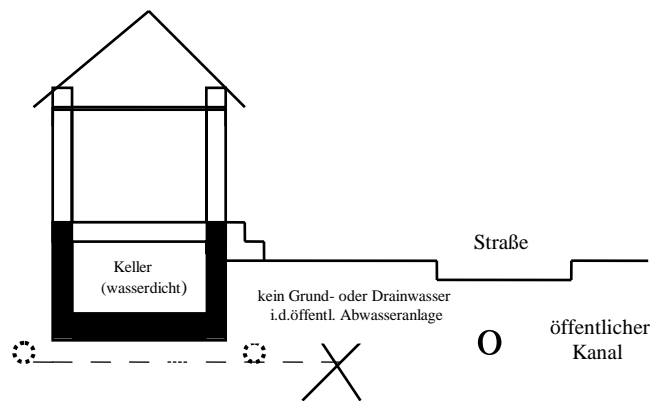 Straße
Keller
(wasserdicht)
kein Grund- oder Drainwasser
i.d.öffentl. Abwasseranlage
öffentlicher
Kanal